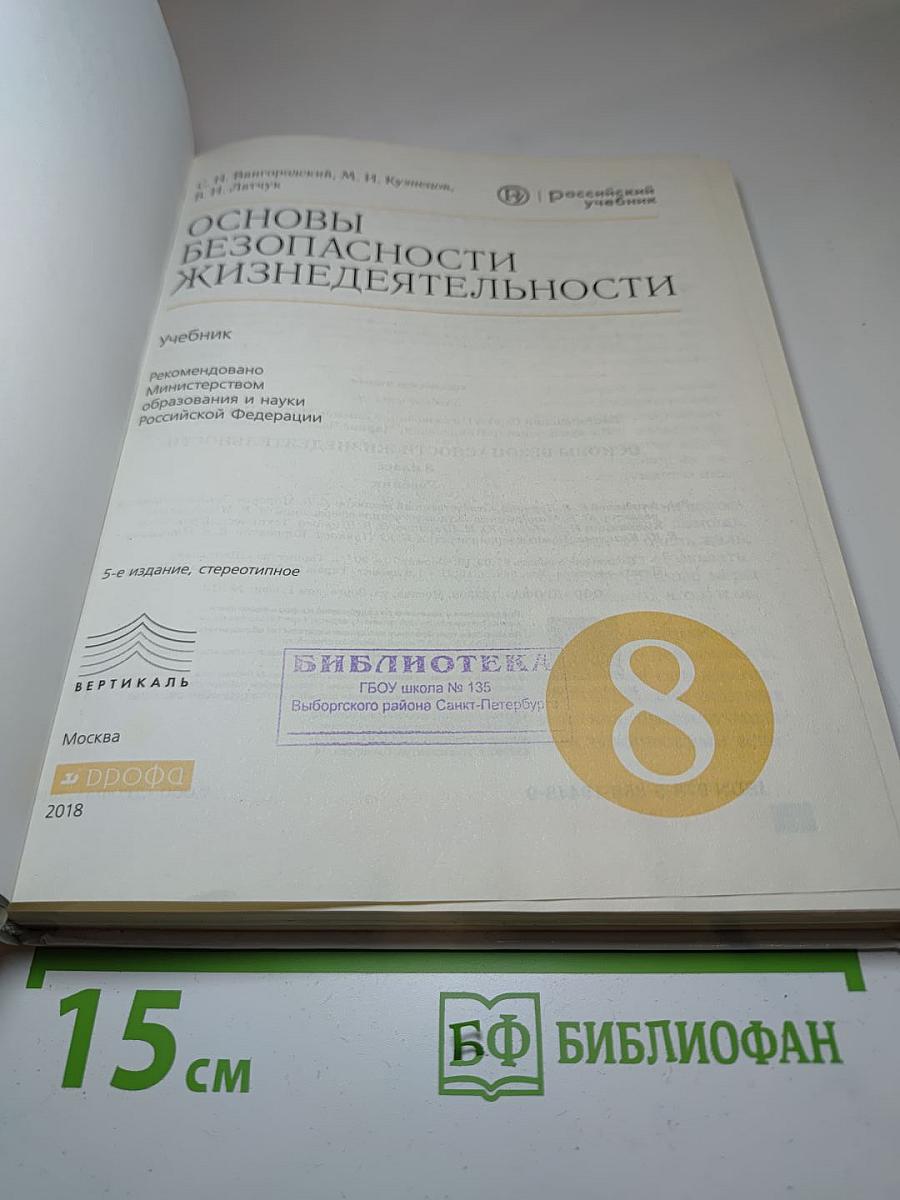 С. Н. Вангородский, М. И. Кузнецов,
В. Н. Латчук
российский
учебник
ОСНОВЫ
БЕЗОПАСНОСТИ
ЖИЗНЕДЕЯТЕЛЬНОСТИ
учебник
Рекомендовано
Министерством
образования и науки
Российской Федерации
5-е издание, стереотипное
ВЕРТИКАЛЬ
БИБЛИОТЕКА
ГБОУ школа № 135
Выборгского района Санкт-Петербург
8
Москва
ДРОФА
2018
15 см
БФ БИБЛИОФАН